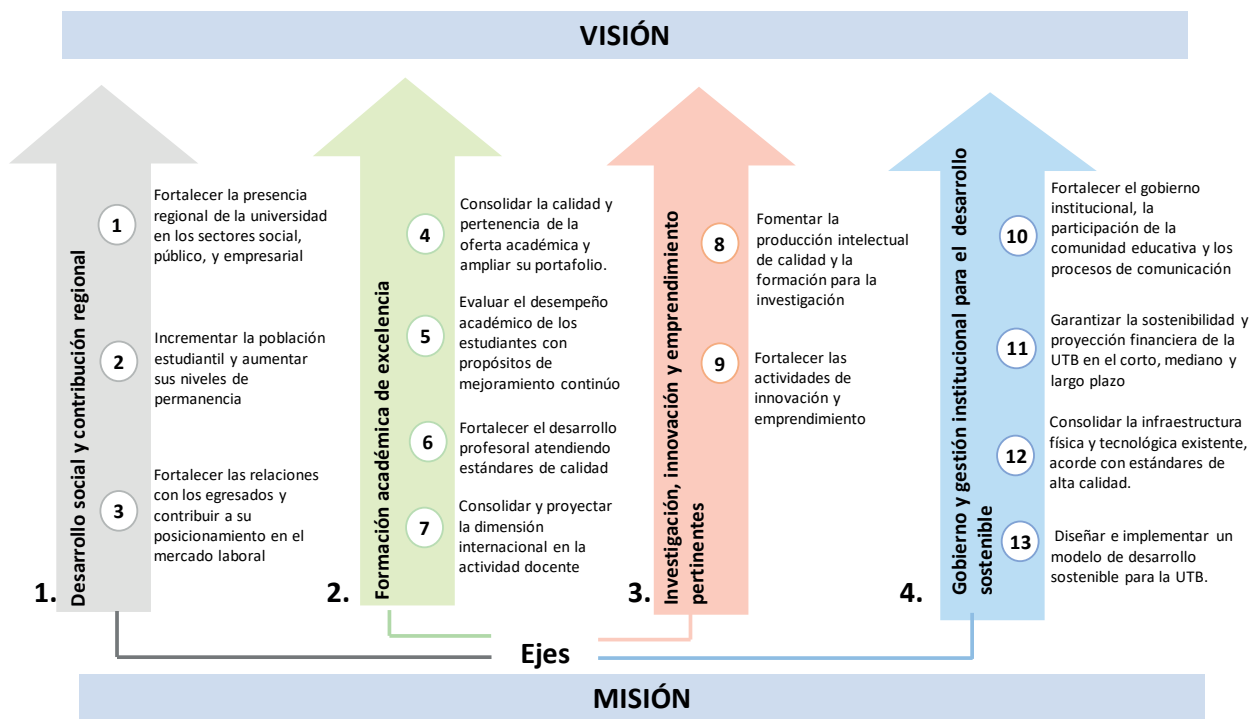 VISIÓN
1.
Desarrollo social y contribución regional
1
Fortalecer la presencia
regional de la universidad
en los sectores social,
público, y empresarial
2
Incrementar la población
estudiantil y aumentar
sus niveles de
permanencia
3
Fortalecer las relaciones
con los egresados y
contribuir a su
posicionamiento en el
mercado laboral
2.
Formación académica de excelencia
4
Consolidar la calidad y
pertenencia de la
oferta académica y
ampliar su portafolio.
5
Evaluar el desempeño
académico de los
estudiantes con
propósitos de
mejoramiento continúo
6
Fortalecer el desarrollo
profesoral atendiendo
estándares de calidad
7
Consolidar y proyectar
la dimensión
internacional en la
actividad docente
3.
Investigación, innovación y emprendimiento
pertinentes
8
Fomentar la
producción intelectual
de calidad y la
formación para la
investigación
9
Fortalecer las
actividades de
innovación y
emprendimiento
4.
Gobierno y gestión institucional para el desarrollo
sostenible
10
Fortalecer el gobierno
institucional, la
participación de la
comunidad educativa y los
procesos de comunicación
11
Garantizar la sostenibilidad y
proyección financiera de la
UTB en el corto, mediano y
largo plazo
12
Consolidar la infraestructura
física y tecnológica existente,
acorde con estándares de
alta calidad.
13
Diseñar e implementar un
modelo de desarrollo
sostenible para la UTB.
Ejes
MISIÓN